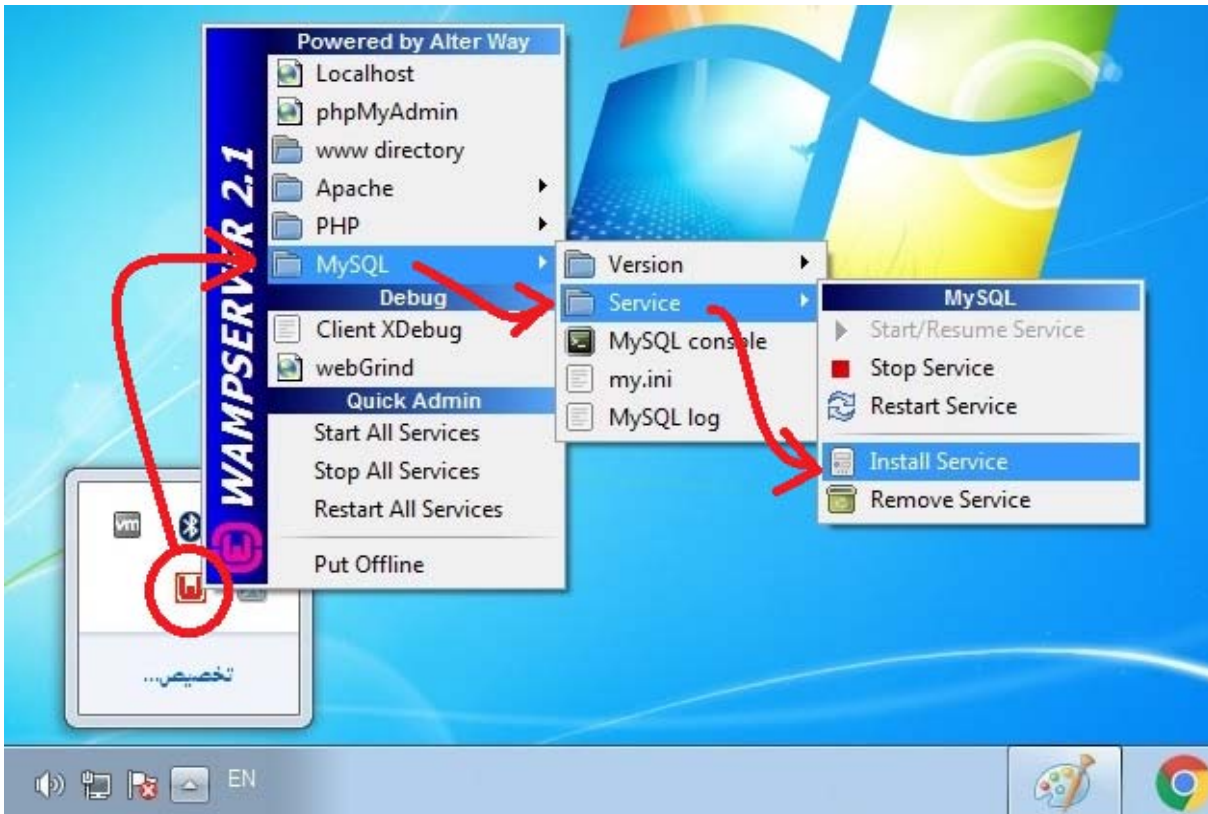 Powered by Alter Way
Localhost
phpMyAdmin
www directory
Apache
PHP
MySQL
Debug
Client XDebug
webGrind
Quick Admin
Start All Services
Stop All Services
Restart All Services
Put Offline
WAMPSERVER 2.1
Version
Service
MySQL console
my.ini
MySQL log
MySQL
Start/Resume Service
Stop Service
Restart Service
Install Service
Remove Service
vm
تخصيص...
EN